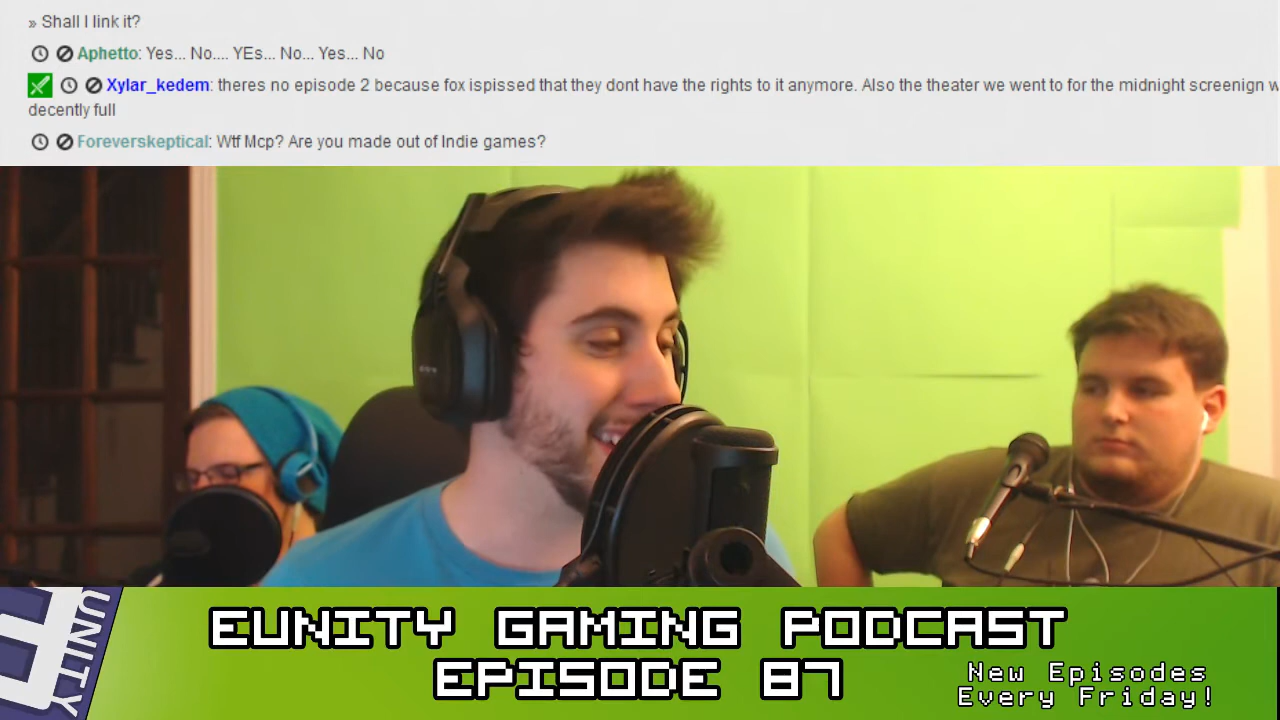 » Shall I link it?
Aphetto: Yes... No.... YEs... No... Yes... No
Xylar_kedem: theres no episode 2 because fox ispissed that they dont have the rights to it anymore. Also the theater we went to for the midnight screenign
decently full
Foreverskeptical: Wtf Mcp? Are you made out of Indie games?
UNITY
EUNITY GAMING PODCAST
EPISODE 87
New Episodes
Every Friday!